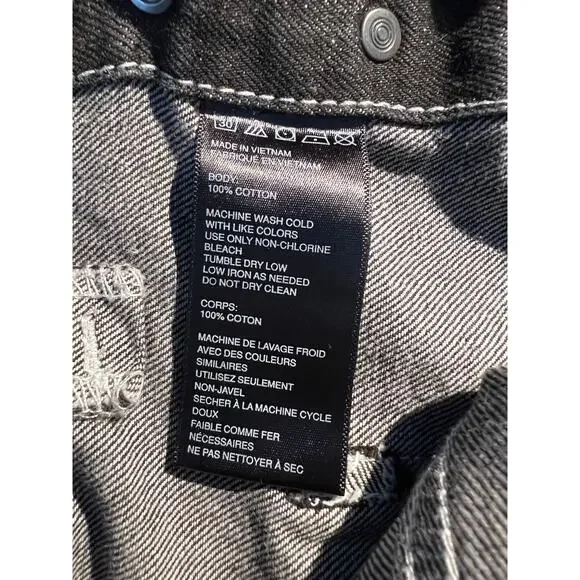 30
MADE IN VIETNAM
FABRIQUE EN VIETNAM
BODY:
100% COTTON
MACHINE WASH COLD
WITH LIKE COLORS
USE ONLY NON-CHLORINE
BLEACH
TUMBLE DRY LOW
LOW IRON AS NEEDED
DO NOT DRY CLEAN
CORPS:
100% COTON
MACHINE DE LAVAGE FROID
AVEC DES COULEURS
SIMILAIRES
UTILISEZ SEULEMENT
NON-JAVEL
SECHER À LA MACHINE CYCLE
DOUX
FAIBLE COMME FER
NÉCESSAIRES
NE PAS NETTOYER À SEC